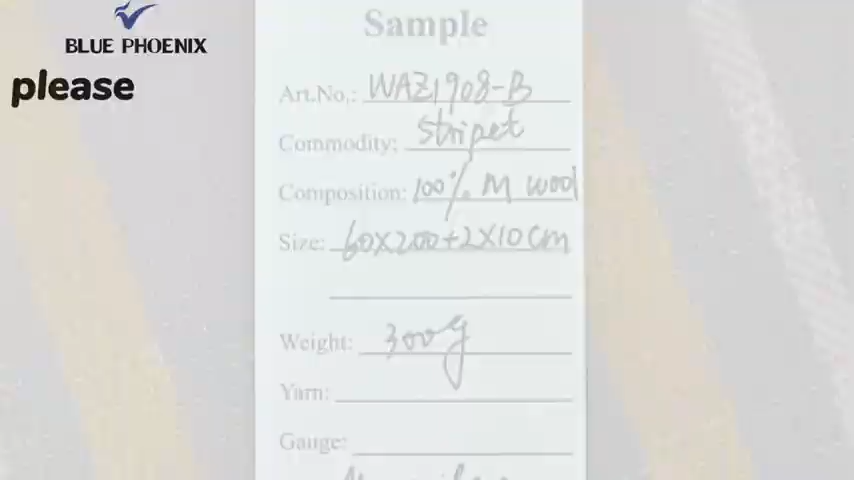 BLUE PHOENIX
please
Sample
Art.No.: WAZ1908-B
Commodity: Stripet
Composition: 100% M wool
Size: 60X200+2X10cm
Weight: 300g
Yarn:
Gauge: